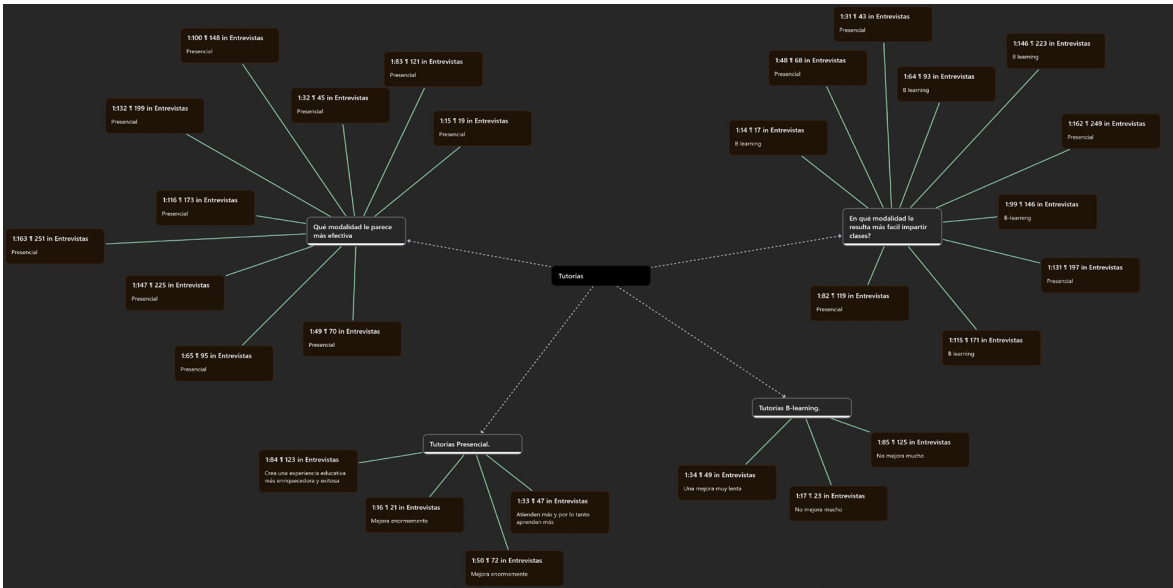 1:100 ¶ 148 in Entrevistas
Presencial
1:83 ¶ 121 in Entrevistas
Presencial
1:32 ¶ 45 in Entrevistas
Presencial
1:132 ¶ 199 in Entrevistas
Presencial
1:15 ¶ 19 in Entrevistas
Presencial
1:116 ¶ 173 in Entrevistas
Presencial
Qué modalidad le parece
más efectiva
1:163 ¶ 251 in Entrevistas
Presencial
1:147 ¶ 225 in Entrevistas
Presencial
1:49 ¶ 70 in Entrevistas
Presencial
1:65 ¶ 95 in Entrevistas
Presencial
1:31 ¶ 43 in Entrevistas
Presencial
1:146 ¶ 223 in Entrevistas
B learning
1:48 ¶ 68 in Entrevistas
Presencial
1:64 ¶ 93 in Entrevistas
B learning
1:14 ¶ 17 in Entrevistas
B learning
1:162 ¶ 249 in Entrevistas
Presencial
1:99 ¶ 146 in Entrevistas
B-learning
En qué modalidad le
resulta más facil impartir
clases?
1:131 ¶ 197 in Entrevistas
Presencial
1:82 ¶ 119 in Entrevistas
Presencial
1:115 ¶ 171 in Entrevistas
B learning
Tutorias
Tutorias Presencial.
1:84 ¶ 123 in Entrevistas
Crea una experiencia educativa
más enriquecedora y exitosa
1:16 ¶ 21 in Entrevistas
Mejora enormemente
1:33 ¶ 47 in Entrevistas
Atienden más y por lo tanto
aprenden más
1:50 ¶ 72 in Entrevistas
Mejora enormemente
Tutorias B-learning.
1:85 ¶ 125 in Entrevistas
No mejora mucho
1:34 ¶ 49 in Entrevistas
Una mejora muy lenta
1:17 ¶ 23 in Entrevistas
No mejora mucho